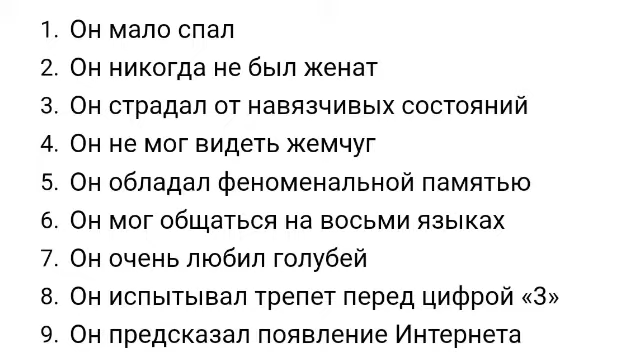 1. Он мало спал
2. Он никогда не был женат
3. Он страдал от навязчивых состояний
4. Он не мог видеть жемчуг
5. Он обладал феноменальной памятью
6. Он мог общаться на восьми языках
7. Он очень любил голубей
8. Он испытывал трепет перед цифрой «3»
9. Он предсказал появление Интернета